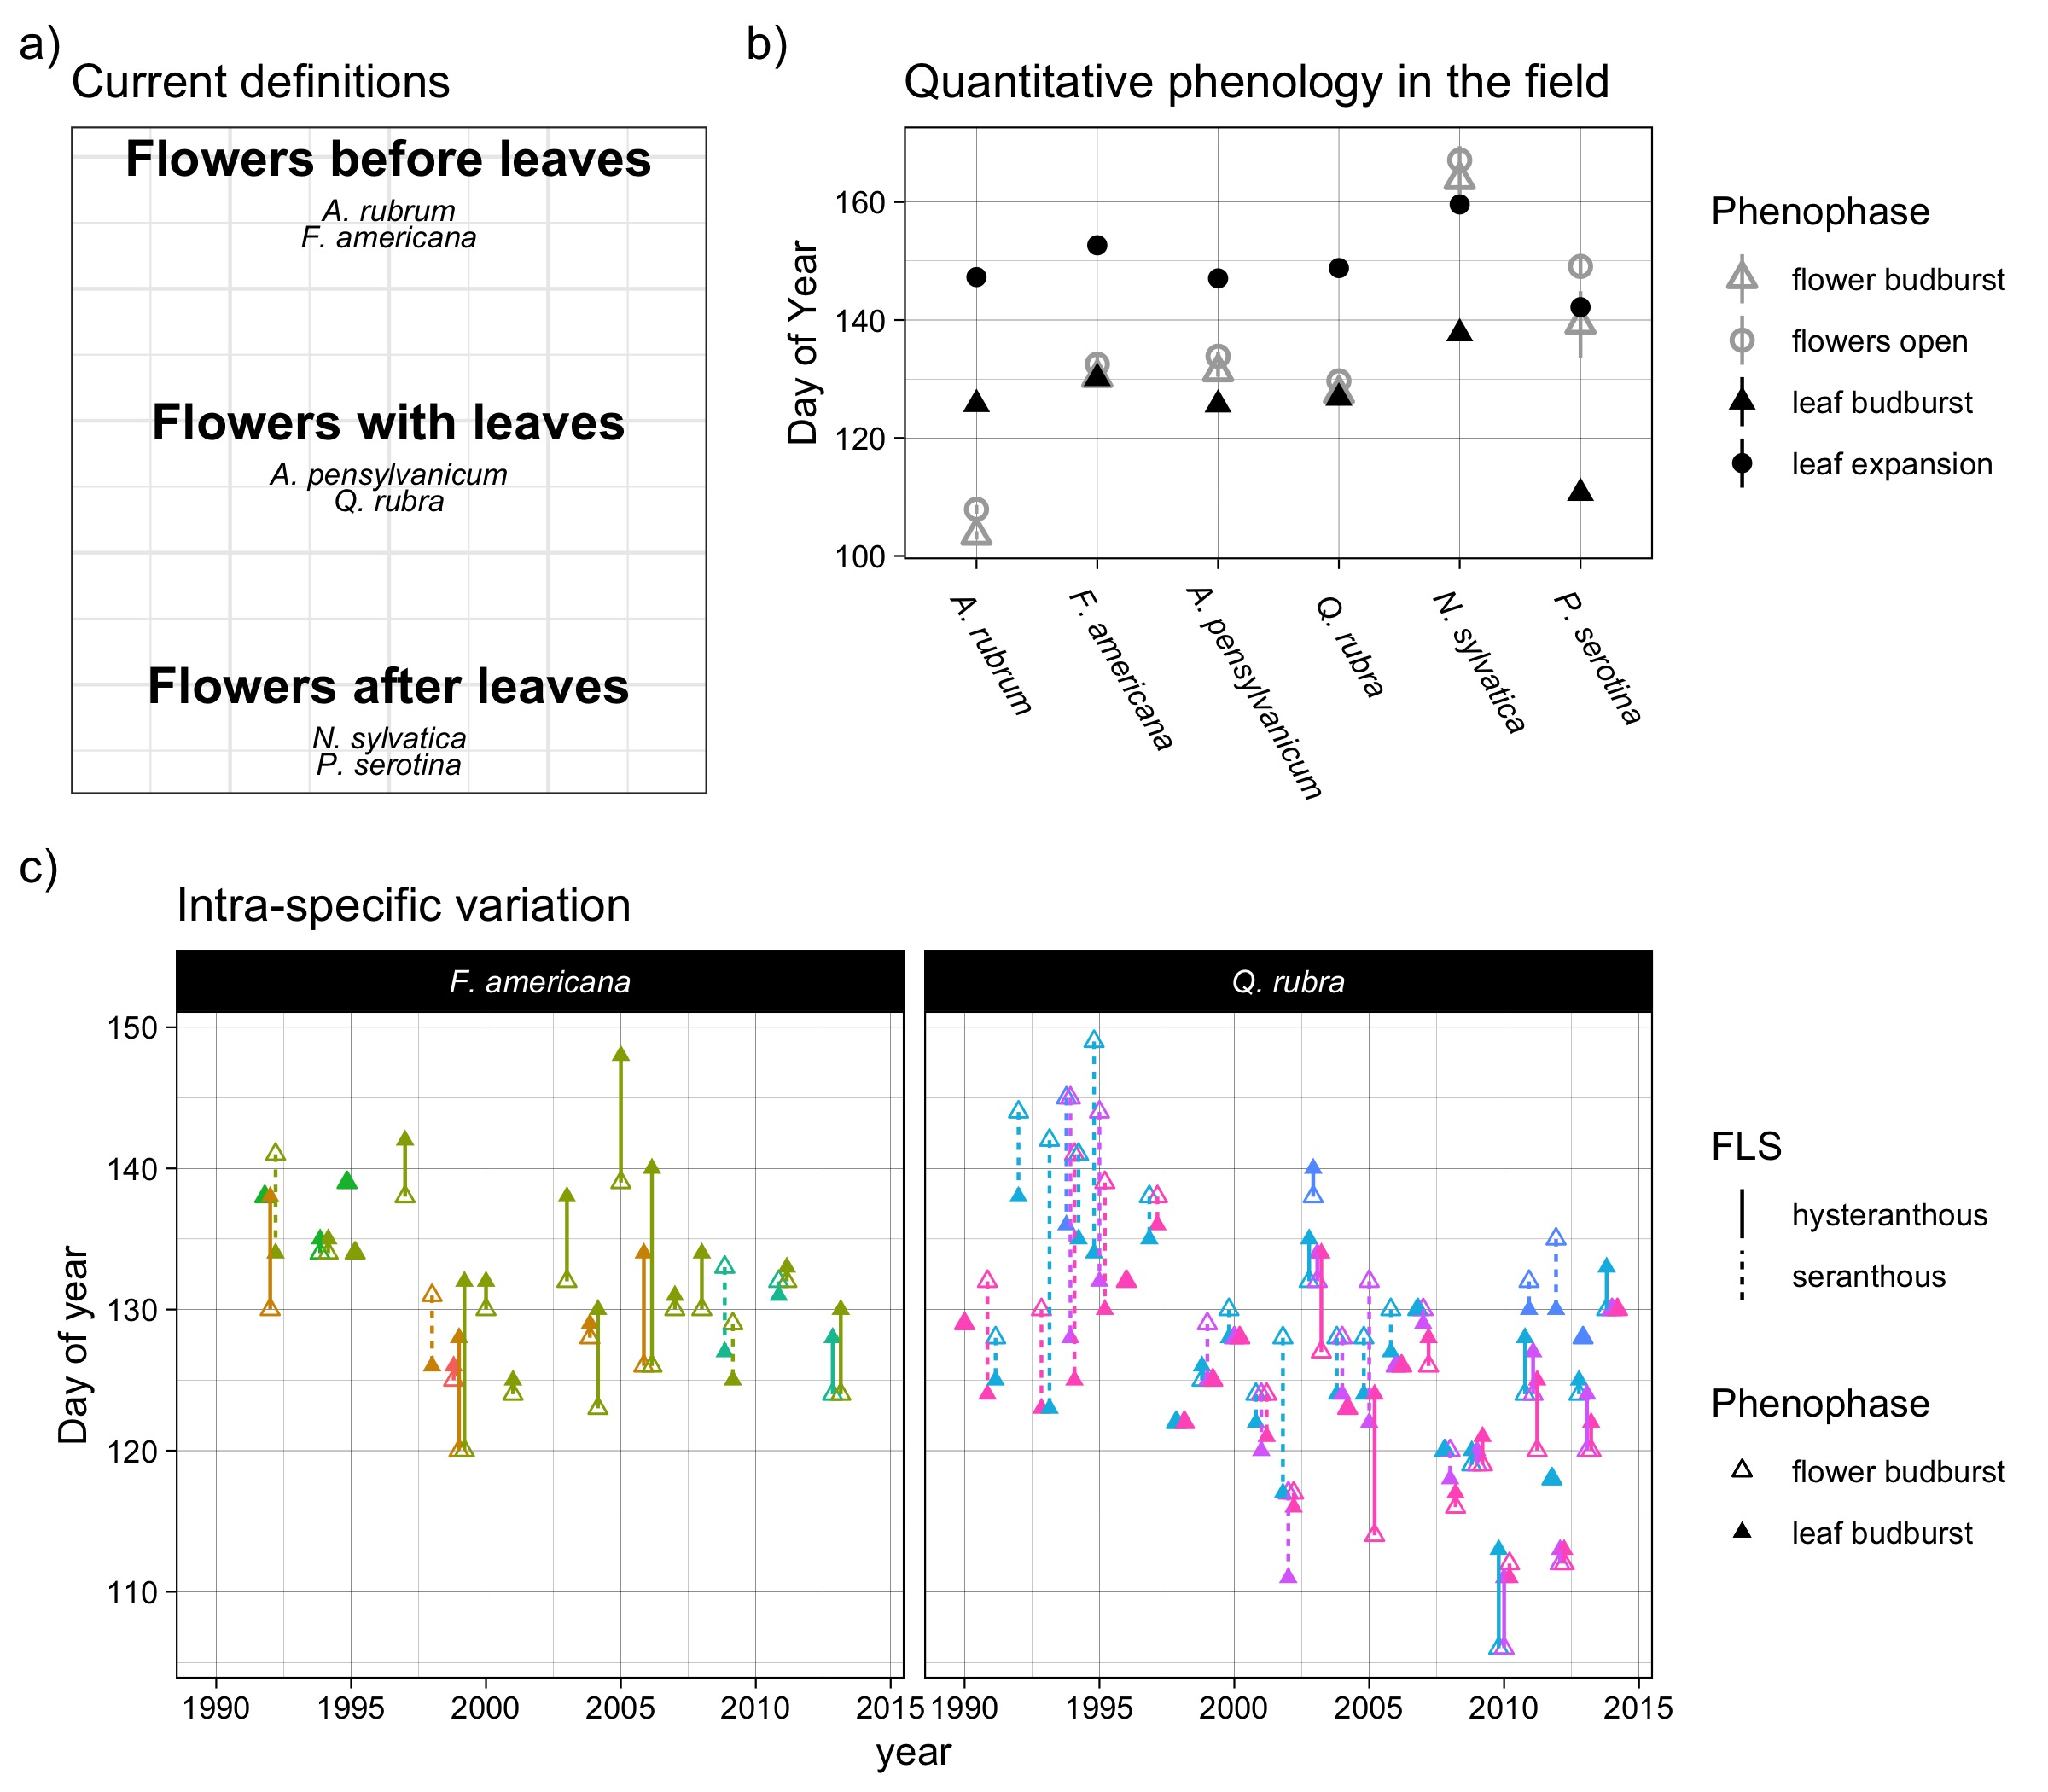 a)
Current definitions
Flowers before leaves
A. rubrum
F. americana
Flowers with leaves
A. pensylvanicum
Q. rubra
Flowers after leaves
N. sylvatica
P. serotina
b)
Quantitative phenology in the field
Day of Year
160
140
120
100
A. rubrum
F. americana
A. pensylvanicum
Q. rubra
N. sylvatica
P. serotina
Phenophase
flower budburst
flowers open
leaf budburst
leaf expansion
c)
Intra-specific variation
F. americana
Q. rubra
Day of year
150
140
130
120
110
1990 1995 2000 2005 2010 2015
1990 1995 2000 2005 2010 2015
year
FLS
hysteranthous
seranthous
Phenophase
flower budburst
leaf budburst